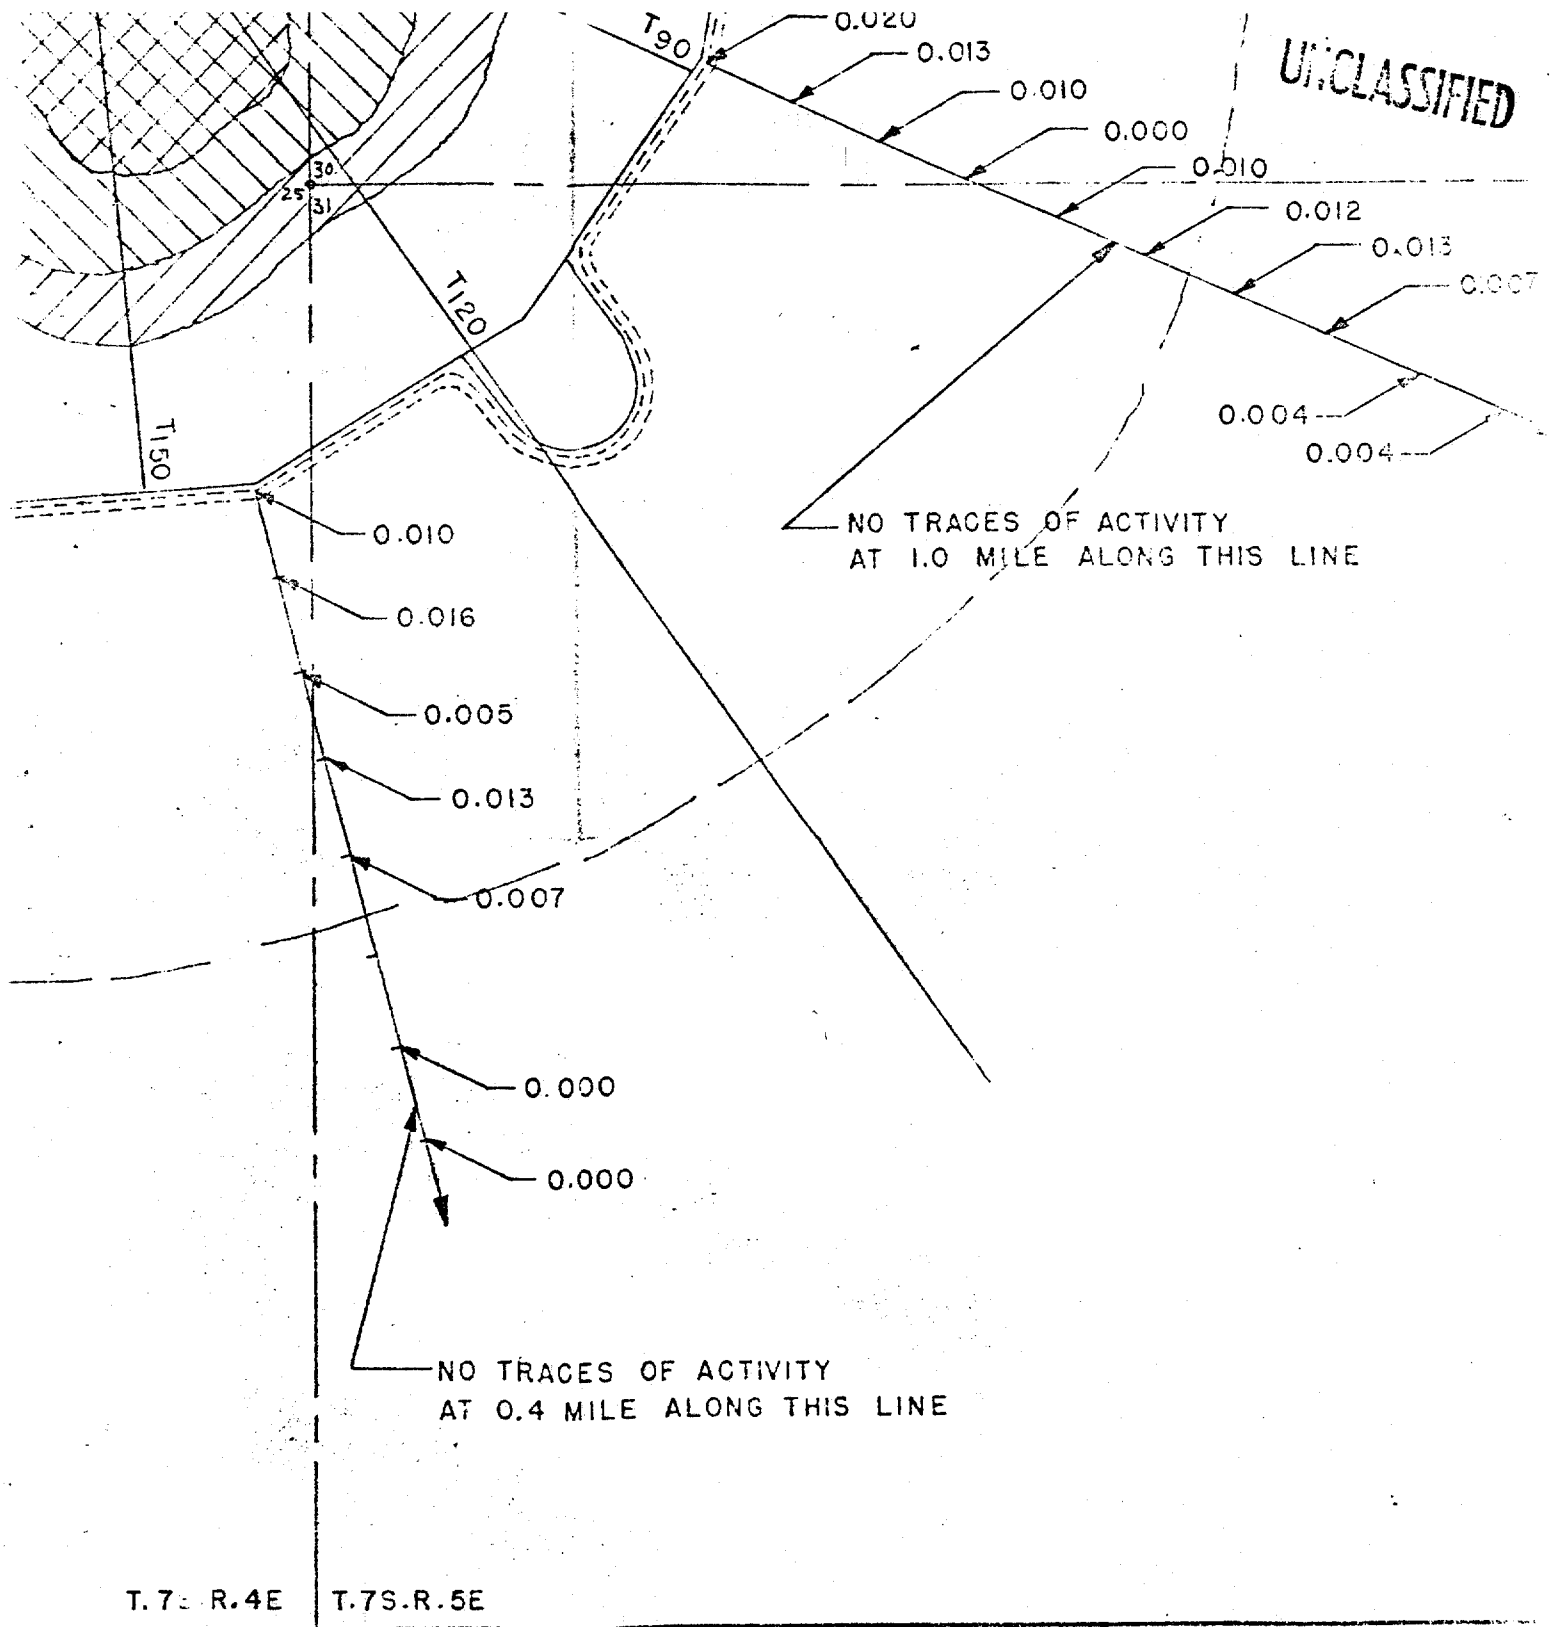 0.020
T90
0.013
UNCLASSIFIED
0.010
0.000
30
0.010
25
31
0.012
0.013
0.007
T120
0.004
T150
0.004
NO TRACES OF ACTIVITY
AT 1.0 MILE ALONG THIS LINE
0.010
0.016
0.005
0.013
0.007
0.000
0.000
NO TRACES OF ACTIVITY
AT 0.4 MILE ALONG THIS LINE
T.7S R.4E
T.7S.R.5E